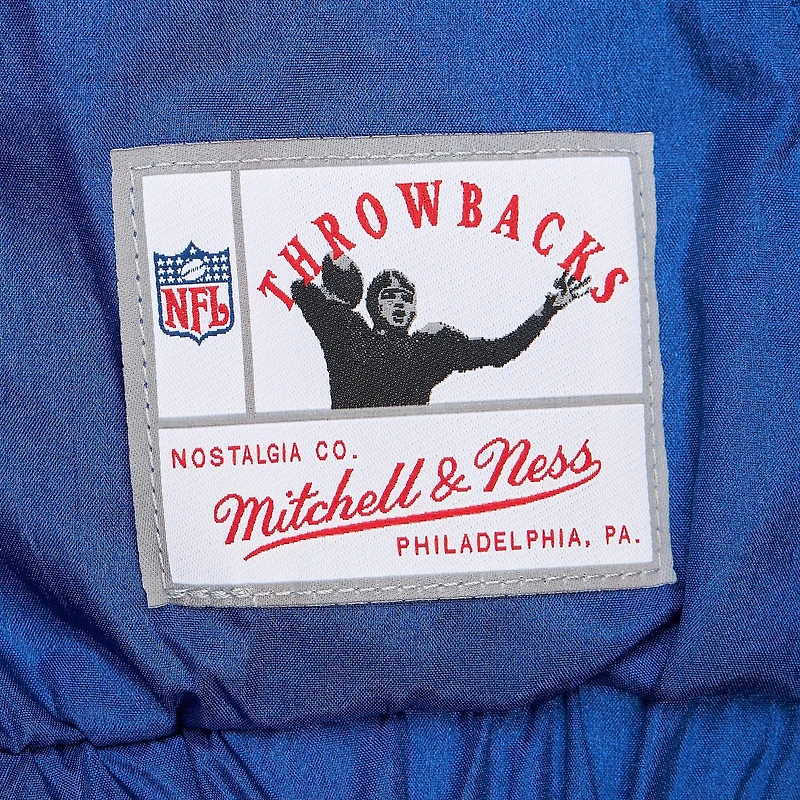 NFL
THROWBACKS
NOSTALGIA CO.
Mitchell & Ness
PHILADELPHIA, PA.